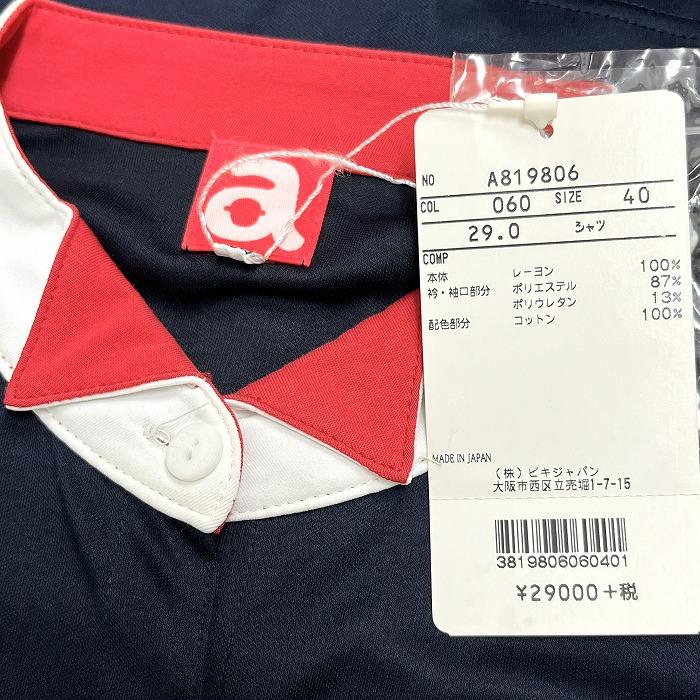 a
NO A819806
COL 060 SIZE 40
29.0 シャツ
COMP
本体 レーヨン 100%
衿・袖口部分 ポリエステル 87%
ポリウレタン 13%
配色部分 コットン 100%
MADE IN JAPAN
(株)ビキジャパン
大阪市西区立売堀1-7-15
3819806060401
¥29000+税